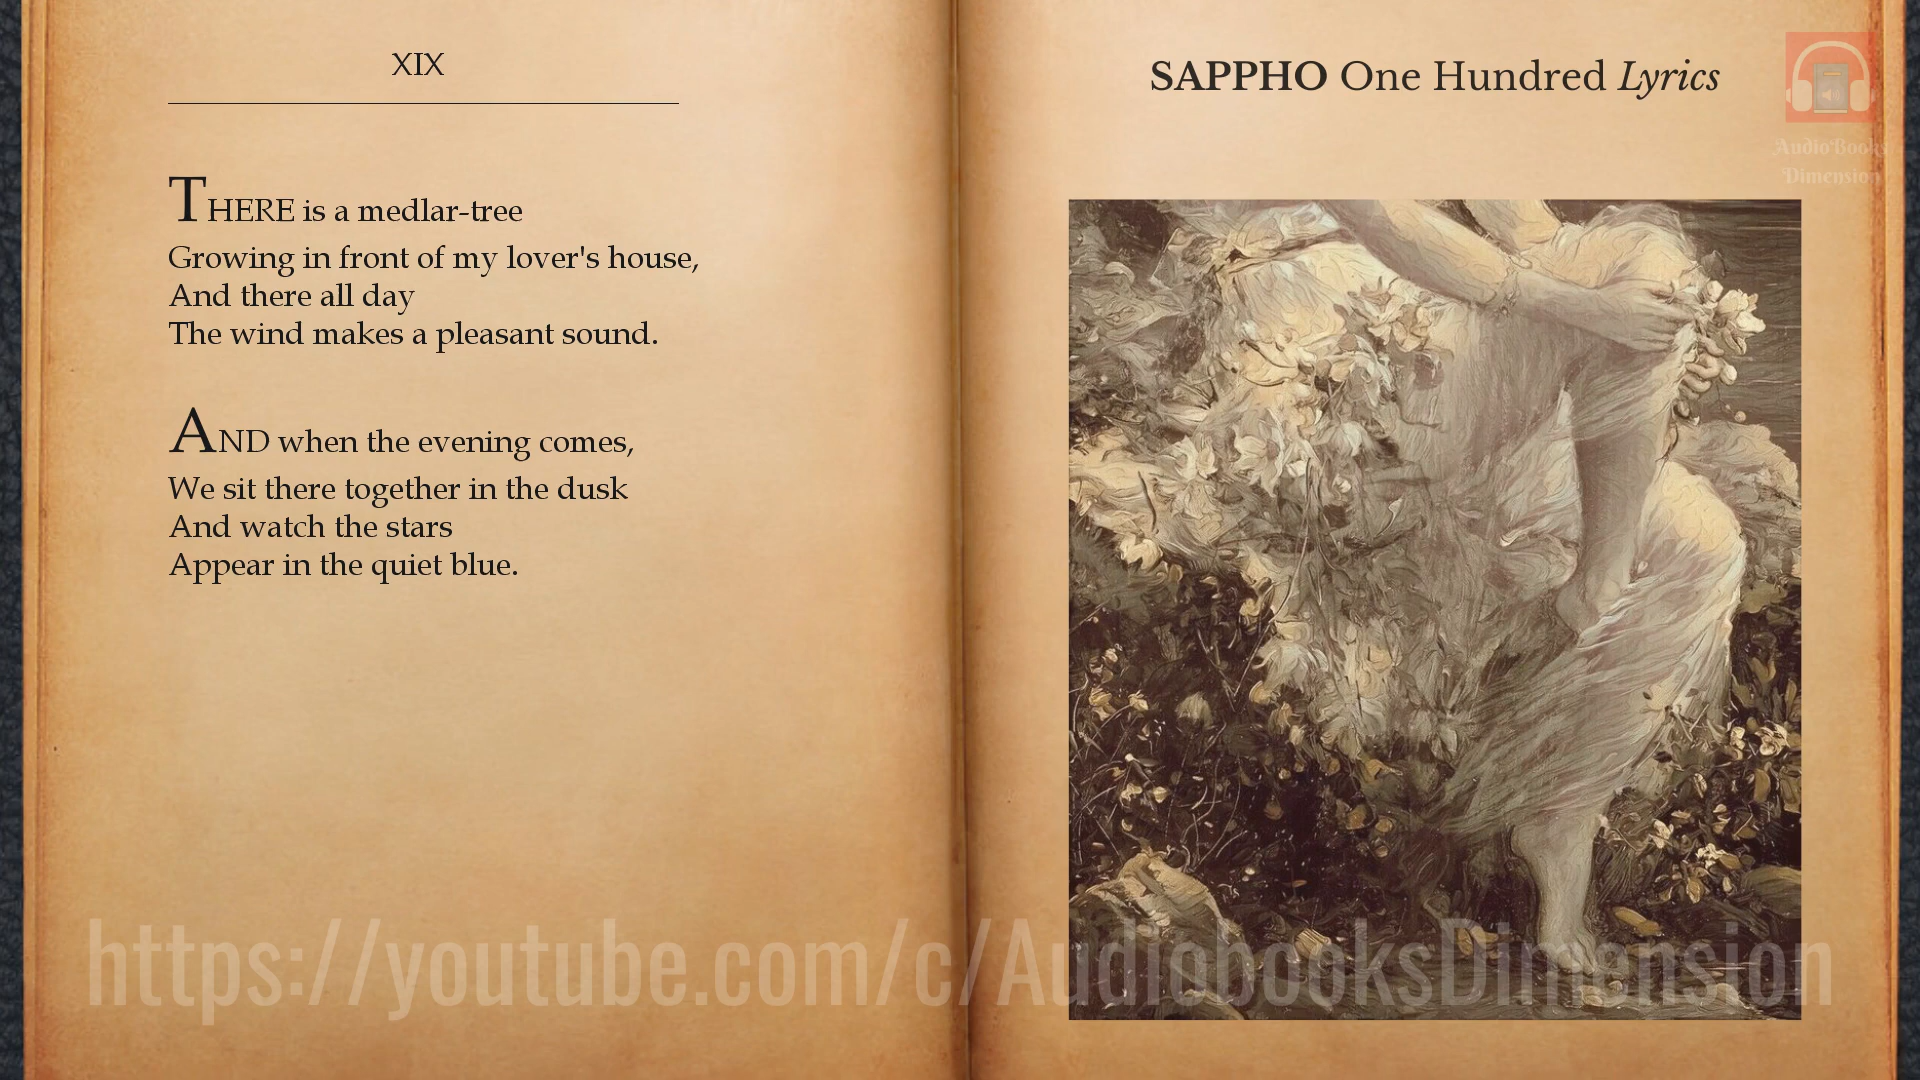 XIX
THERE is a medlar-tree
Growing in front of my lover's house,
And there all day
The wind makes a pleasant sound.
AND when the evening comes,
We sit there together in the dusk
And watch the stars
Appear in the quiet blue.
SAPPHO One Hundred Lyrics
AudioBooks
Dimension
https://youtube.com/c/AudiobooksDimension